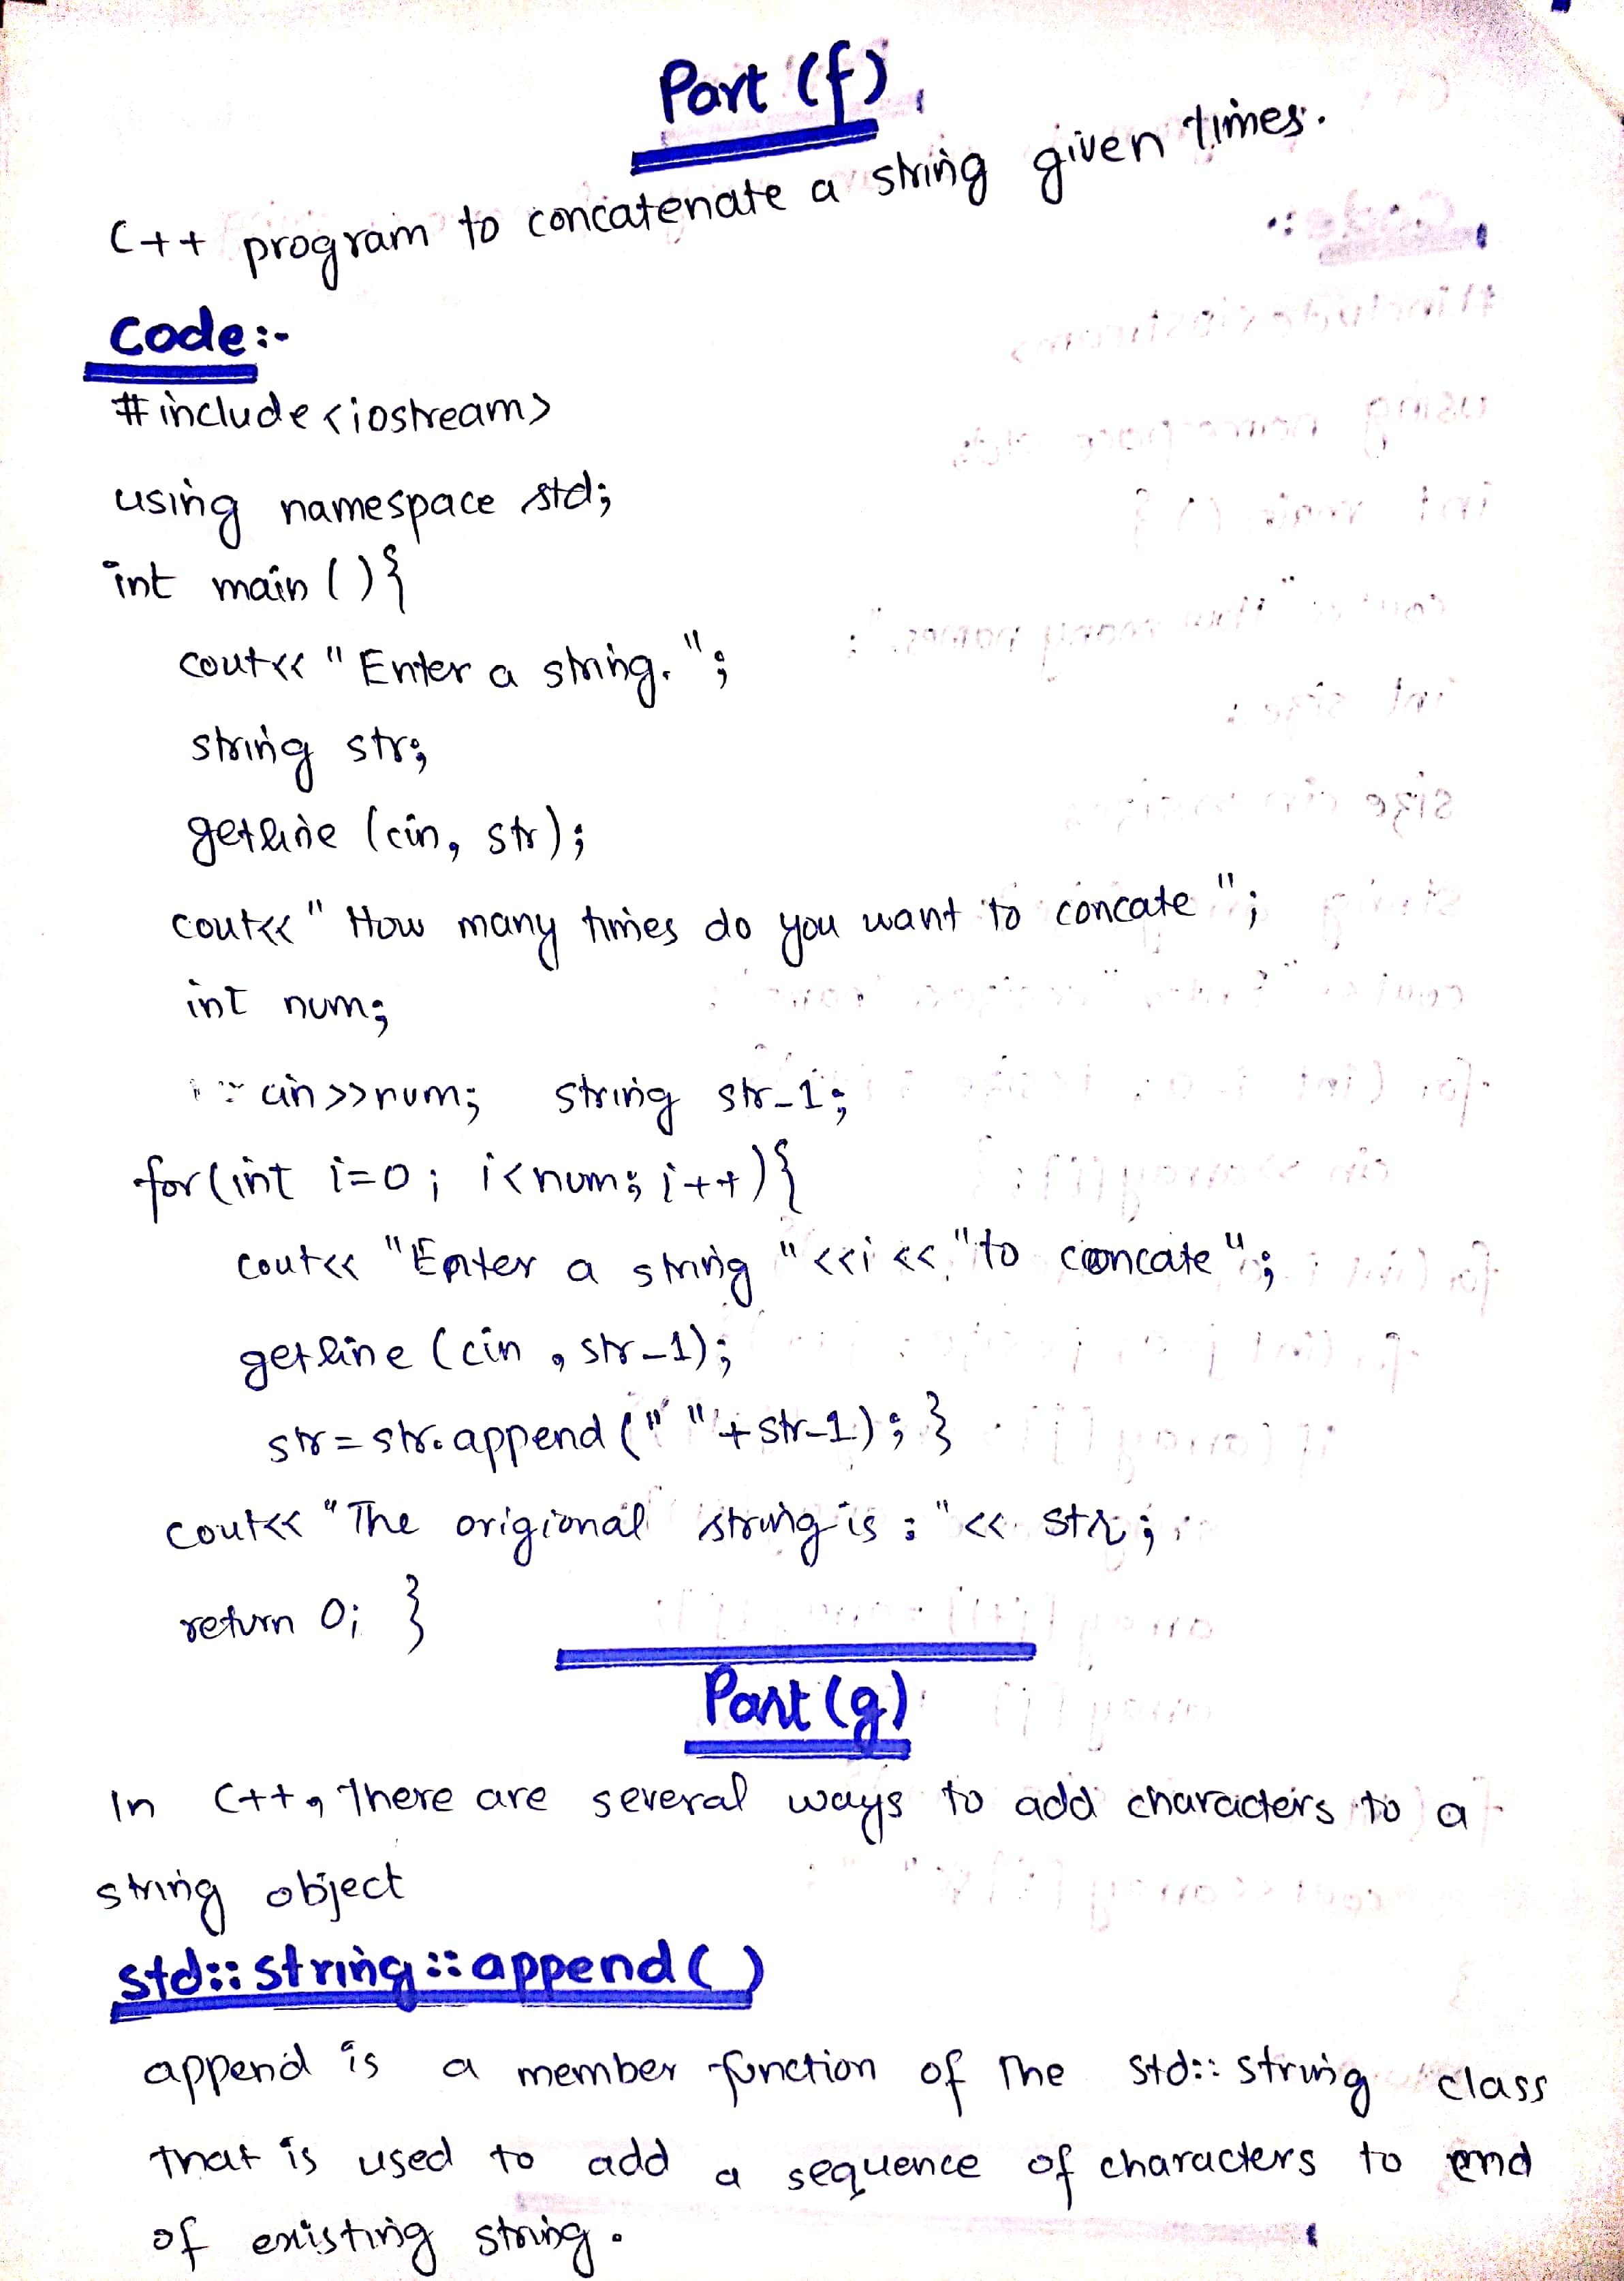 Part (f)
C++ program to concatenate a string given times.
Code:-
#include<iostream>
using namespace std;
int main(){
cout<< "Enter a string.";
string str;
getline (cin, str);
cout<<" How many times do you want to concate ";
int num;
cin>>num; string str_1;
for(int i=0; i<num; i++){
cout<< "Enter a string "<<i<<"to concate";
getline (cin, str_1);
str = str.append(" "+str_1); }
cout<< "The origional string is : "<< str;
return 0; }
Part (g)
In C++, There are several ways to add characters to a
string object
std::string::append()
append is a member function of The std::string class
That is used to add a sequence of characters to end
of existing string.